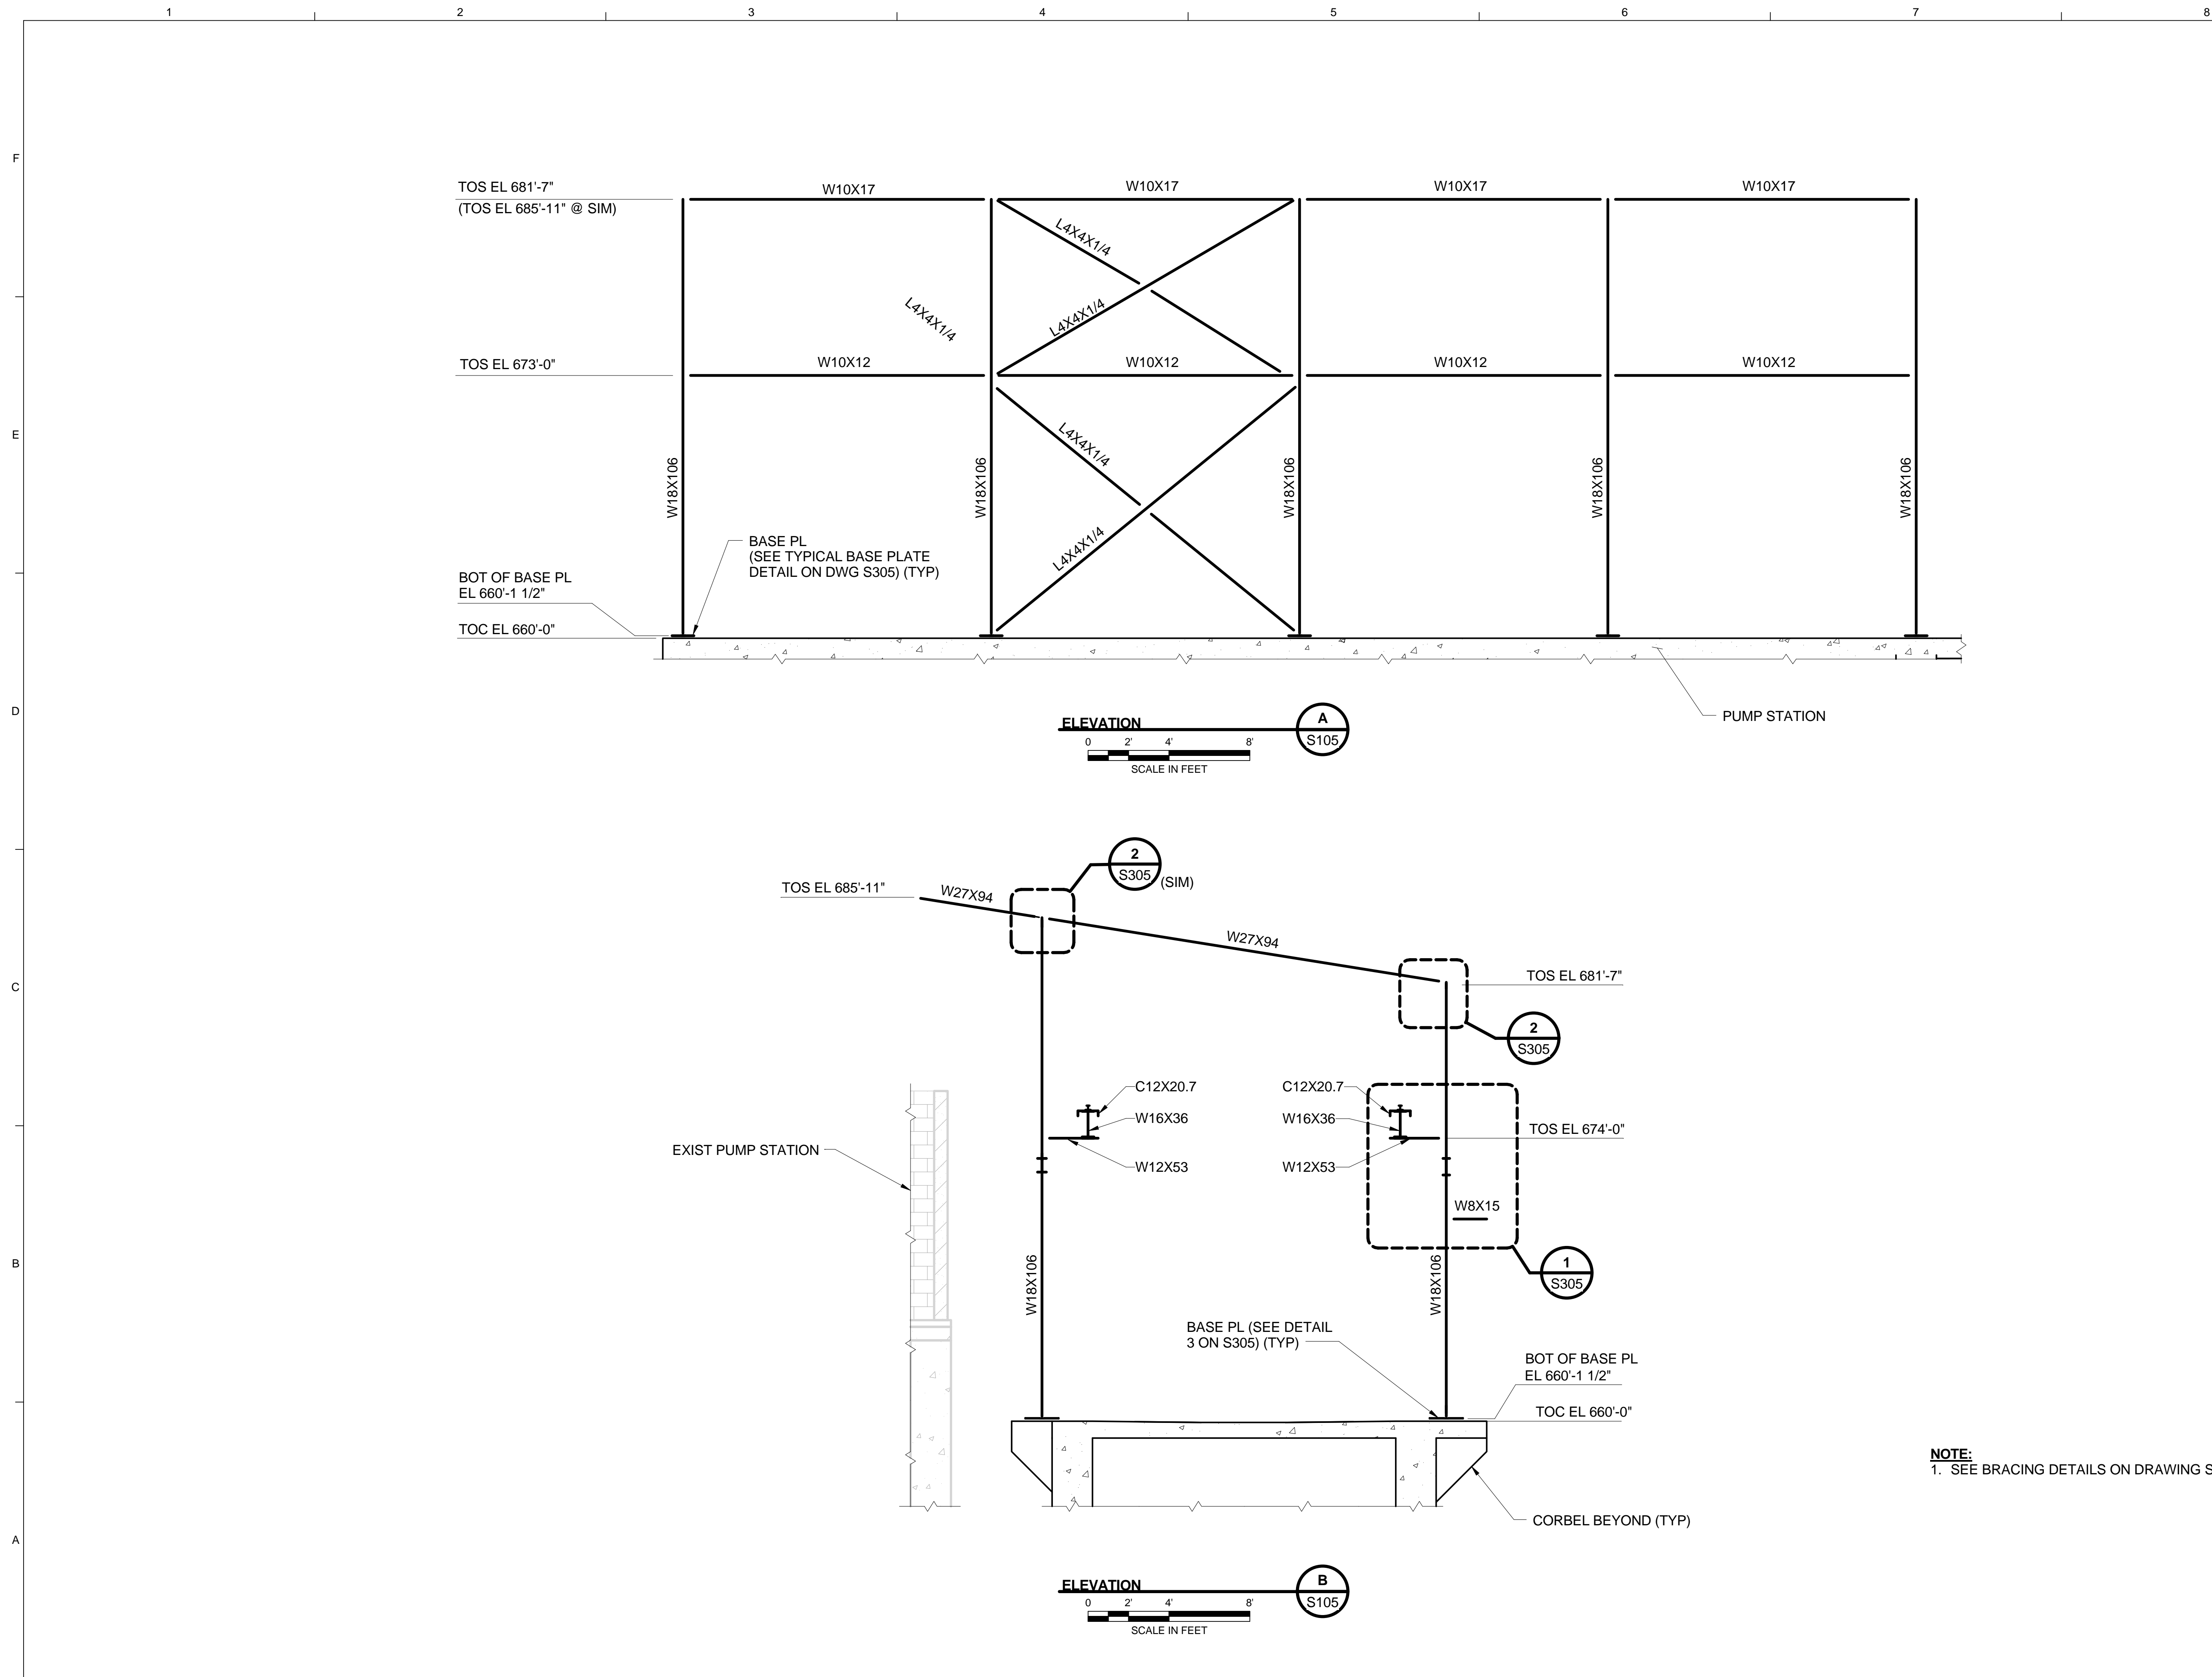 1
2
3
4
5
6
7
8
F
E
D
C
B
A
TOS EL 681'-7"
(TOS EL 685'-11" @ SIM)
W10X17
W10X17
W10X17
W10X17
L4X4X1/4
L4X4X1/4
L4X4X1/4
TOS EL 673'-0"
W10X12
W10X12
W10X12
W10X12
L4X4X1/4
L4X4X1/4
W18X106
W18X106
W18X106
W18X106
W18X106
BASE PL
(SEE TYPICAL BASE PLATE
DETAIL ON DWG S305) (TYP)
BOT OF BASE PL
EL 660'-1 1/2"
TOC EL 660'-0"
PUMP STATION
ELEVATION
A
S105
0 2' 4' 8'
SCALE IN FEET
2
S305
(SIM)
TOS EL 685'-11"
W27X94
W27X94
TOS EL 681'-7"
2
S305
C12X20.7
W16X36
W12X53
C12X20.7
W16X36
W12X53
TOS EL 674'-0"
EXIST PUMP STATION
W8X15
1
S305
W18X106
W18X106
BASE PL (SEE DETAIL
3 ON S305) (TYP)
BOT OF BASE PL
EL 660'-1 1/2"
TOC EL 660'-0"
CORBEL BEYOND (TYP)
NOTE:
1. SEE BRACING DETAILS ON DRAWING S
ELEVATION
B
S105
0 2' 4' 8'
SCALE IN FEET